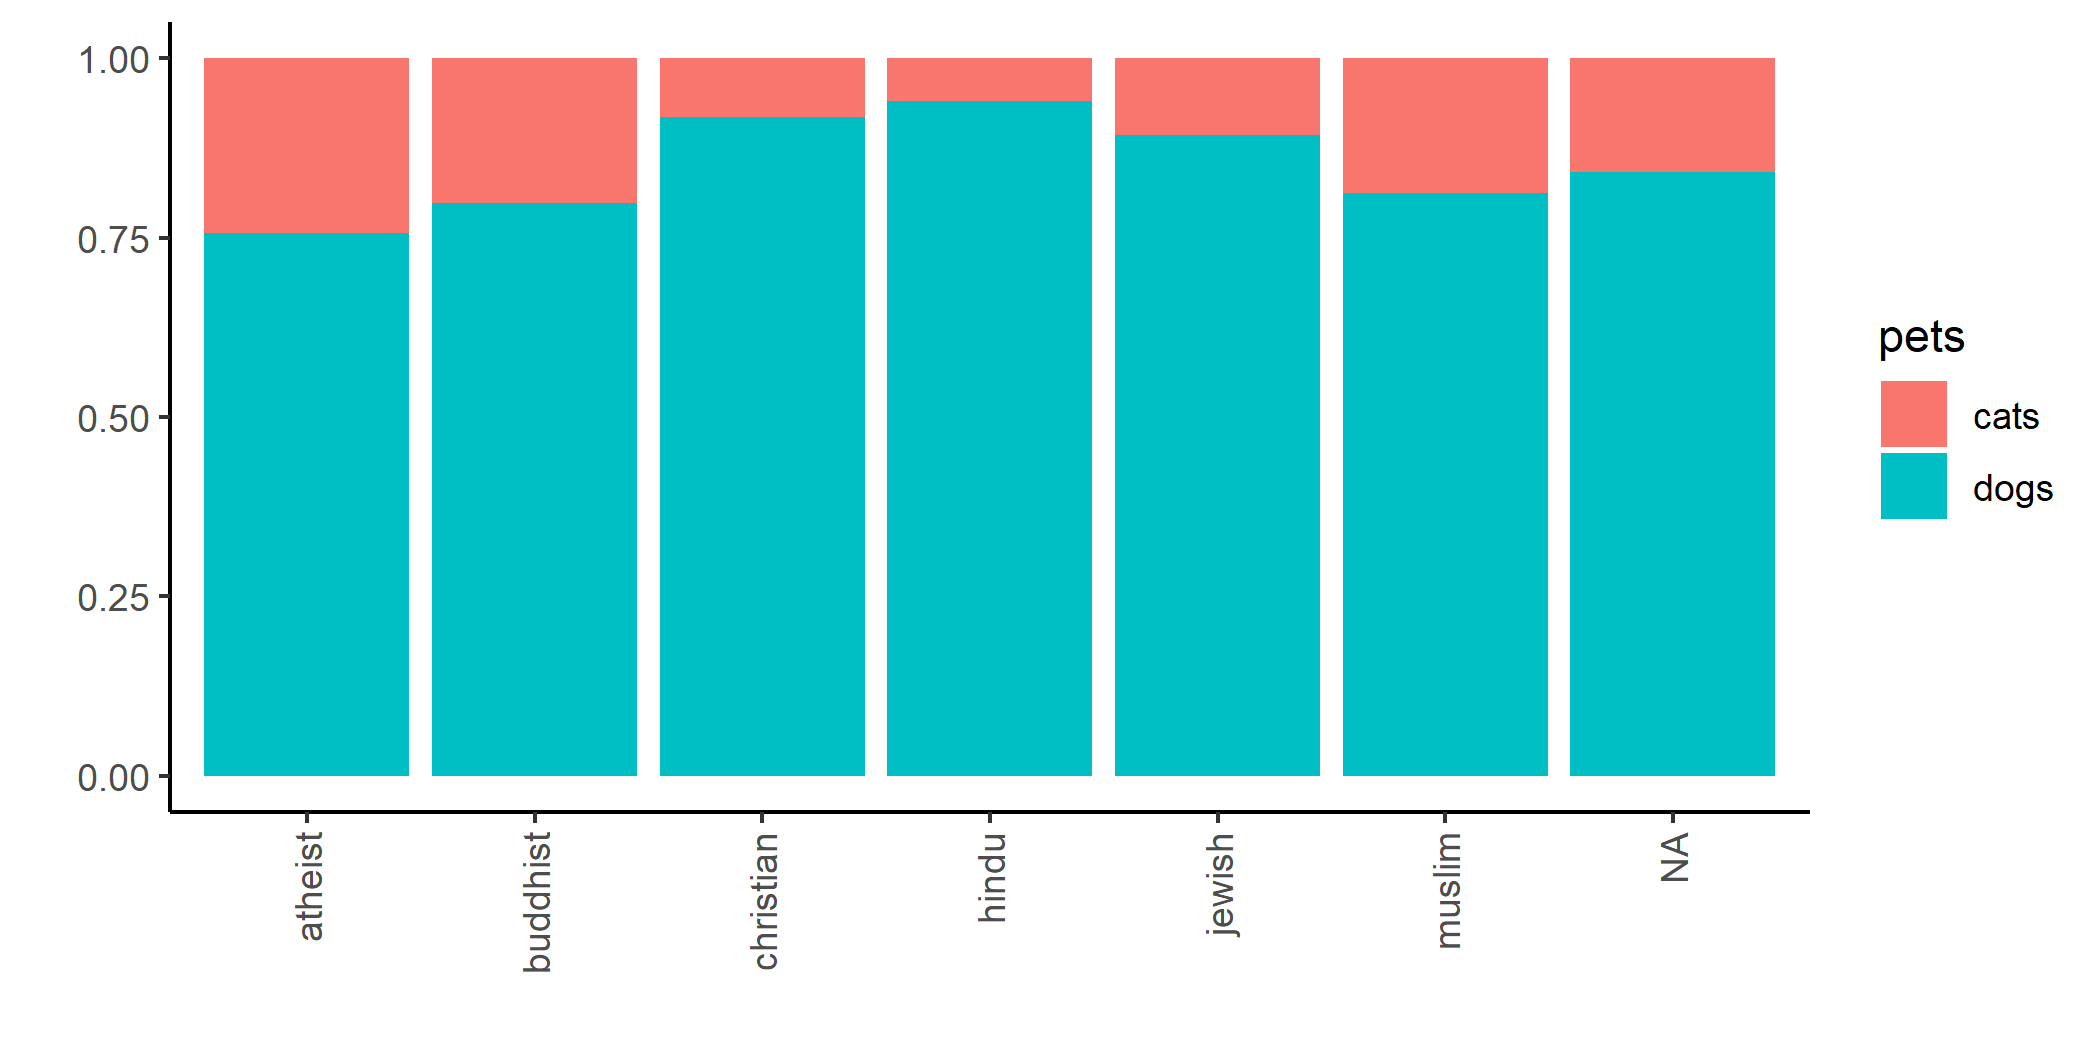 1.00
0.75
0.50
0.25
0.00
atheist
buddhist
christian
hindu
jewish
muslim
NA
pets
cats
dogs